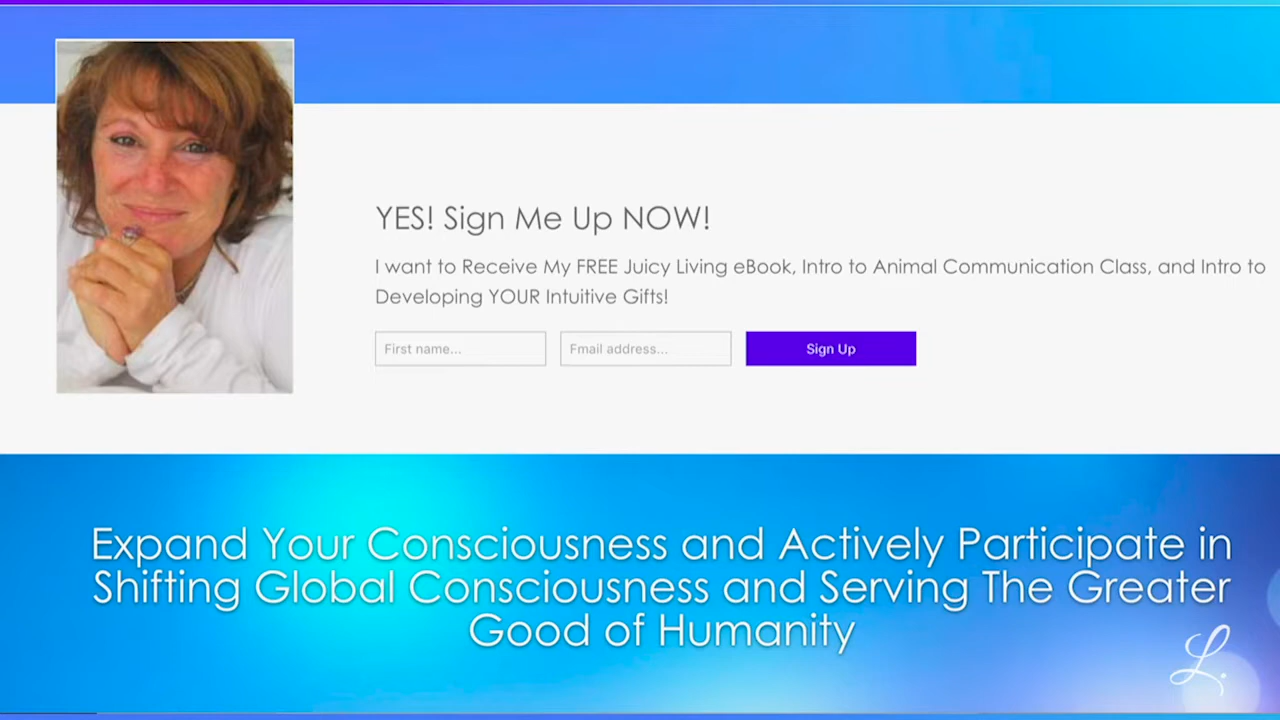 YES! Sign Me Up NOW!
I want to Receive My FREE Juicy Living eBook, Intro to Animal Communication Class, and Intro to
Developing YOUR Intuitive Gifts!
First name...
Email address...
Sign Up
Expand Your Consciousness and Actively Participate in
Shifting Global Consciousness and Serving The Greater
Good of Humanity
L.